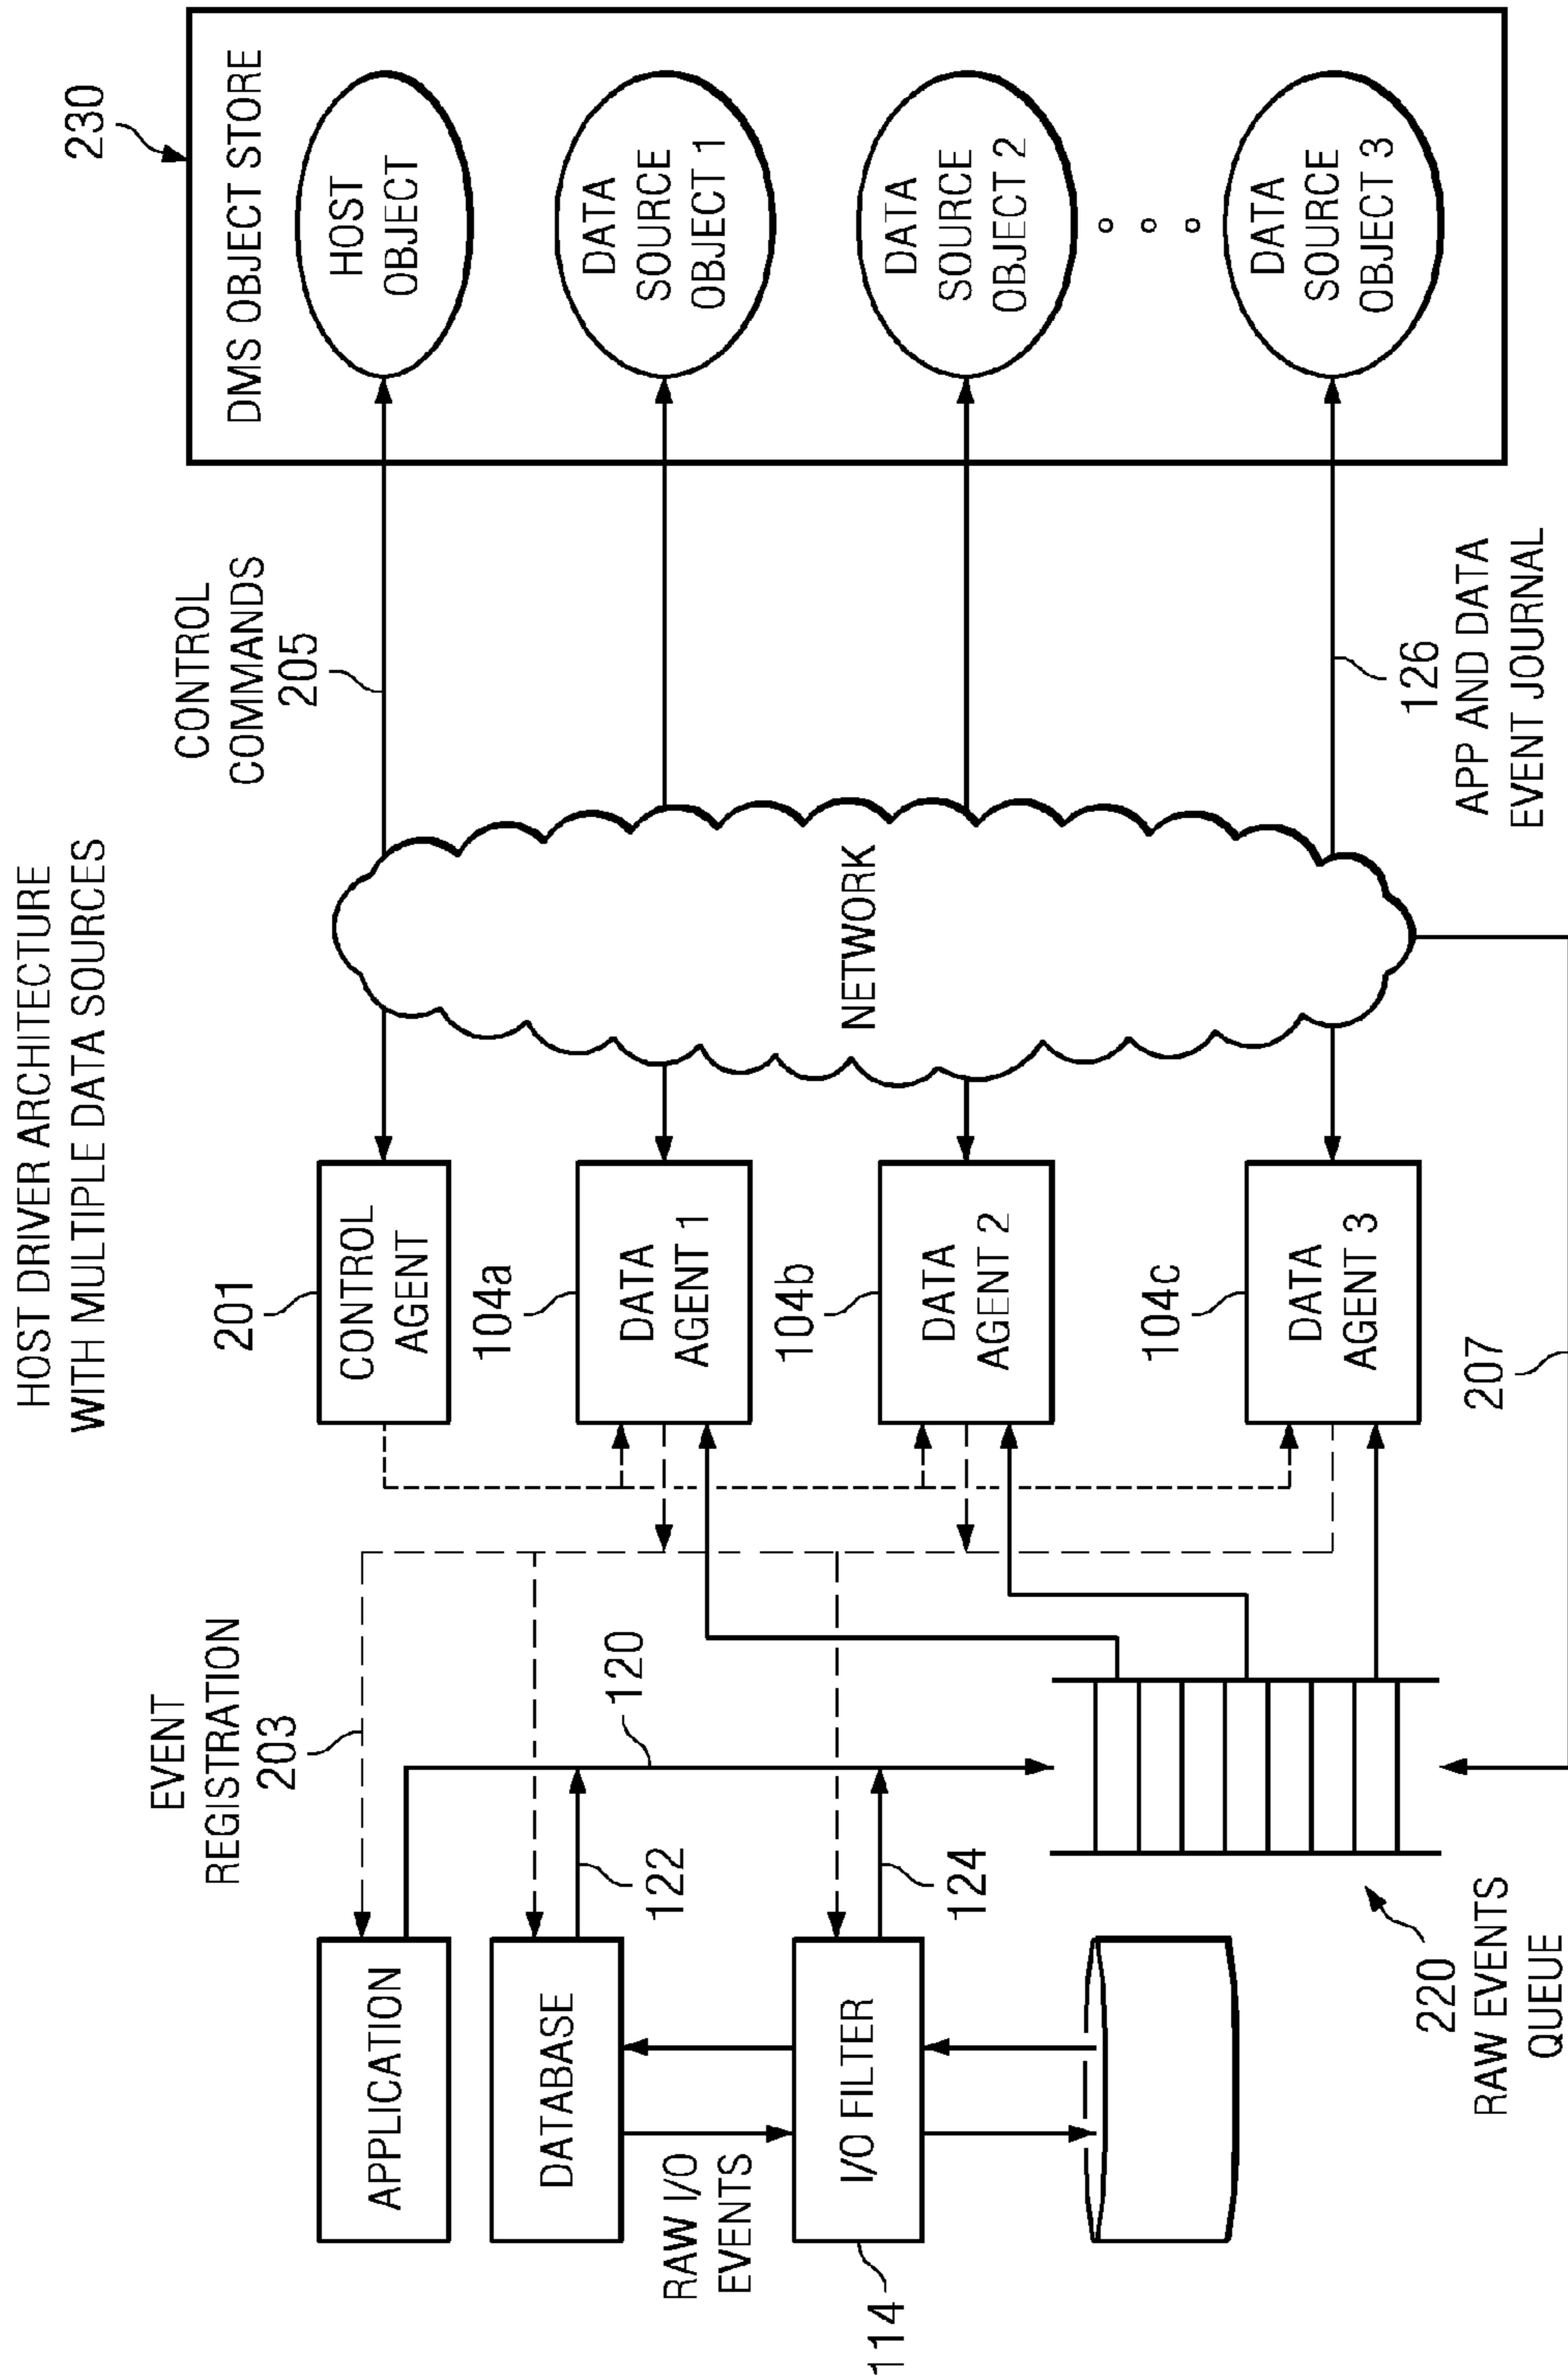 HOST DRIVER ARCHITECTURE
WITH MULTIPLE DATA SOURCES
EVENT
REGISTRATION
203
APPLICATION
DATABASE
RAW I/O
EVENTS
I/O FILTER
114
120
122
124
220
RAW EVENTS
QUEUE
201
CONTROL
AGENT
104a
DATA
AGENT 1
104b
DATA
AGENT 2
104c
DATA
AGENT 3
207
NETWORK
CONTROL
COMMANDS
205
126
APP AND DATA
EVENT JOURNAL
230
DMS OBJECT STORE
HOST
OBJECT
DATA
SOURCE
OBJECT 1
DATA
SOURCE
OBJECT 2
DATA
SOURCE
OBJECT 3